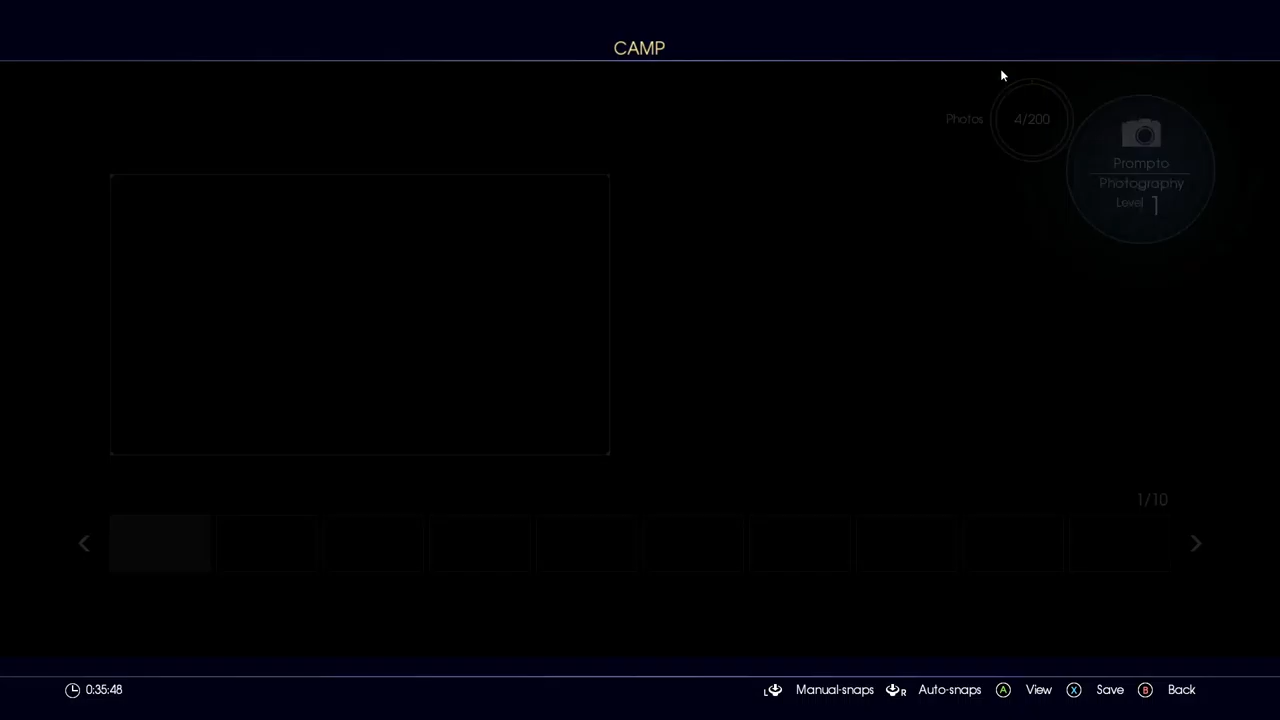 CAMP
Photos 4/200
Prompto
Photography
Level 1
1/10
0:35:48
L Manual-snaps R Auto-snaps A View X Save B Back